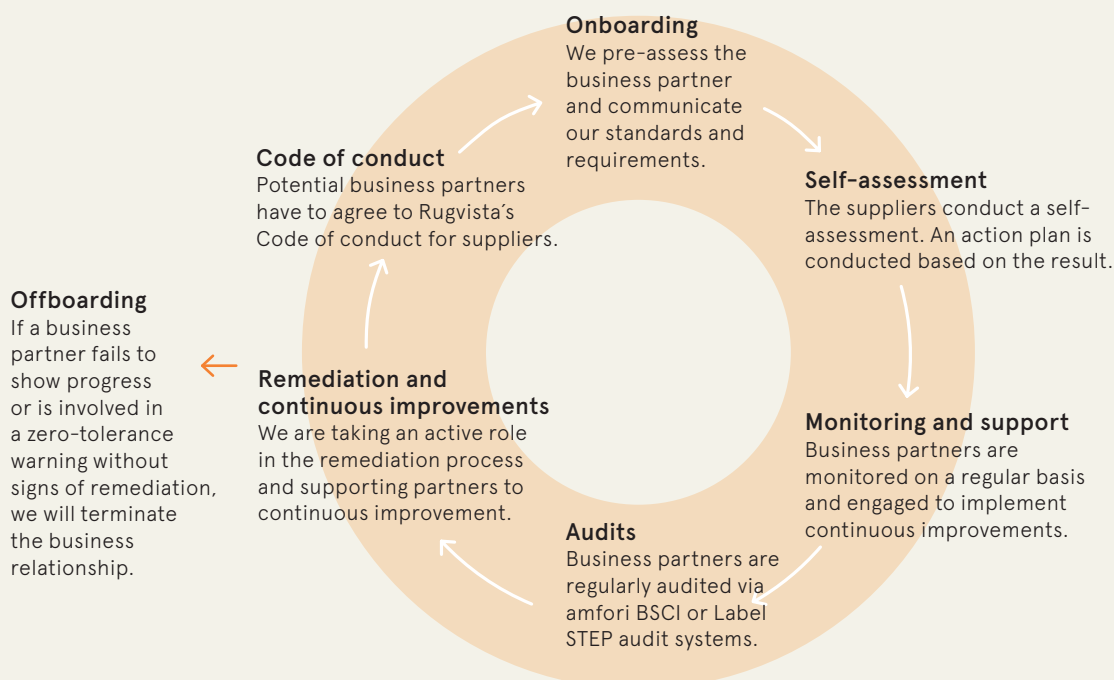 Onboarding
We pre-assess the
business partner
and communicate
our standards and
requirements.
Self-assessment
The suppliers conduct a self-
assessment. An action plan is
conducted based on the result.
Monitoring and support
Business partners are
monitored on a regular basis
and engaged to implement
continuous improvements.
Audits
Business partners are
regularly audited via
amfori BSCI or Label
STEP audit systems.
Remediation and
continuous improvements
We are taking an active role
in the remediation process
and supporting partners to
continuous improvement.
Code of conduct
Potential business partners
have to agree to Rugvista´s
Code of conduct for suppliers.
Offboarding
If a business
partner fails to
show progress
or is involved in
a zero-tolerance
warning without
signs of remediation,
we will terminate
the business
relationship.